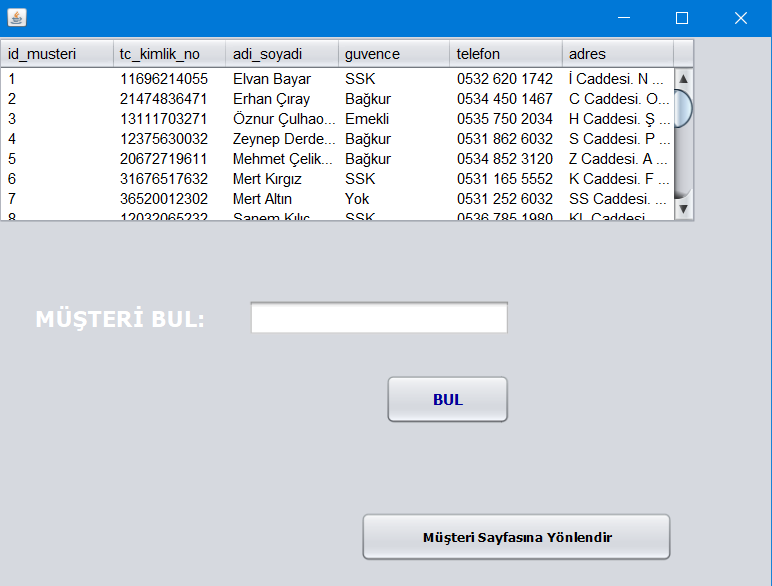 id_musteri tc_kimlik_no adi_soyadi guvence telefon adres
1 11696214055 Elvan Bayar SSK 0532 620 1742 İ Caddesi. N ...
2 21474836471 Erhan Çıray Bağkur 0534 450 1467 C Caddesi. O...
3 13111703271 Öznur Çulhao... Emekli 0535 750 2034 H Caddesi. Ş ...
4 12375630032 Zeynep Derde... Bağkur 0531 862 6032 S Caddesi. P ...
5 20672719611 Mehmet Çelik... Bağkur 0534 852 3120 Z Caddesi. A ...
6 31676517632 Mert Kırgız SSK 0531 165 5552 K Caddesi. F ...
7 36520012302 Mert Altın Yok 0531 252 6032 SS Caddesi. ...
8 12032065232 Sanem Kılıç SSK 0536 785 1980 KL Caddesi. ...
MÜŞTERİ BUL:
BUL
Müşteri Sayfasına Yönlendir